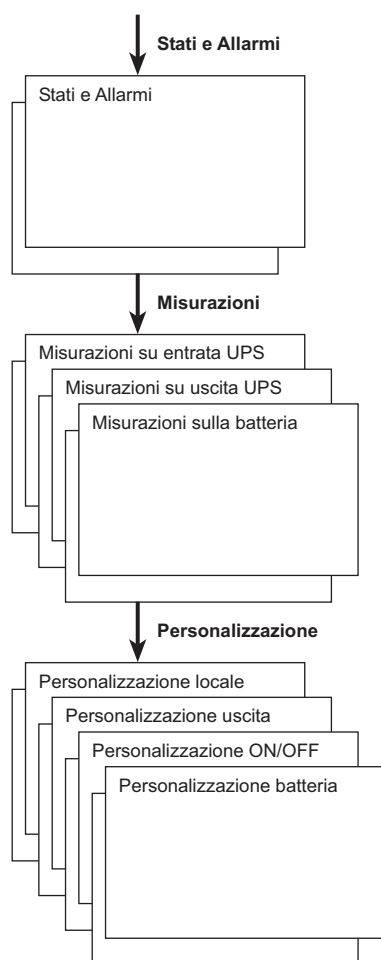 Stati e Allarmi
Stati e Allarmi
Misurazioni
Misurazioni su entrata UPS
Misurazioni su uscita UPS
Misurazioni sulla batteria
Personalizzazione
Personalizzazione locale
Personalizzazione uscita
Personalizzazione ON/OFF
Personalizzazione batteria